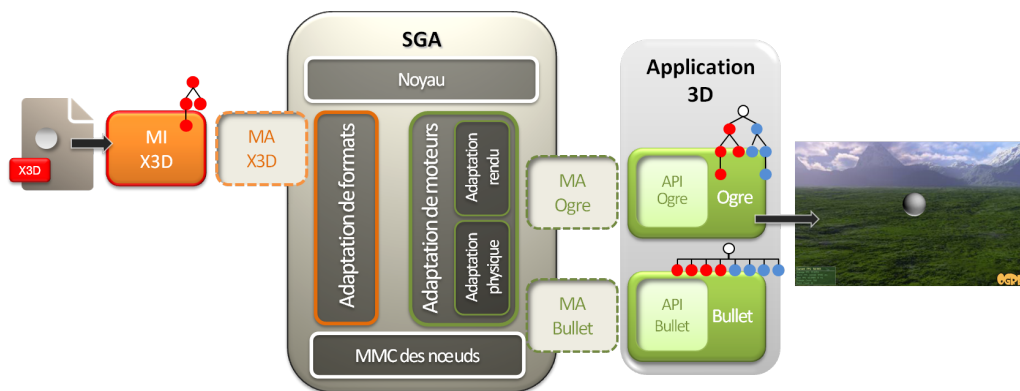 X3D
MI
X3D
MA
X3D
SGA
Noyau
Adaptation de formats
Adaptation de moteurs
Adaptation
rendu
Adaptation
physique
MMC des nœuds
MA
Ogre
MA
Bullet
Application
3D
API
Ogre
Ogre
API
Bullet
Bullet